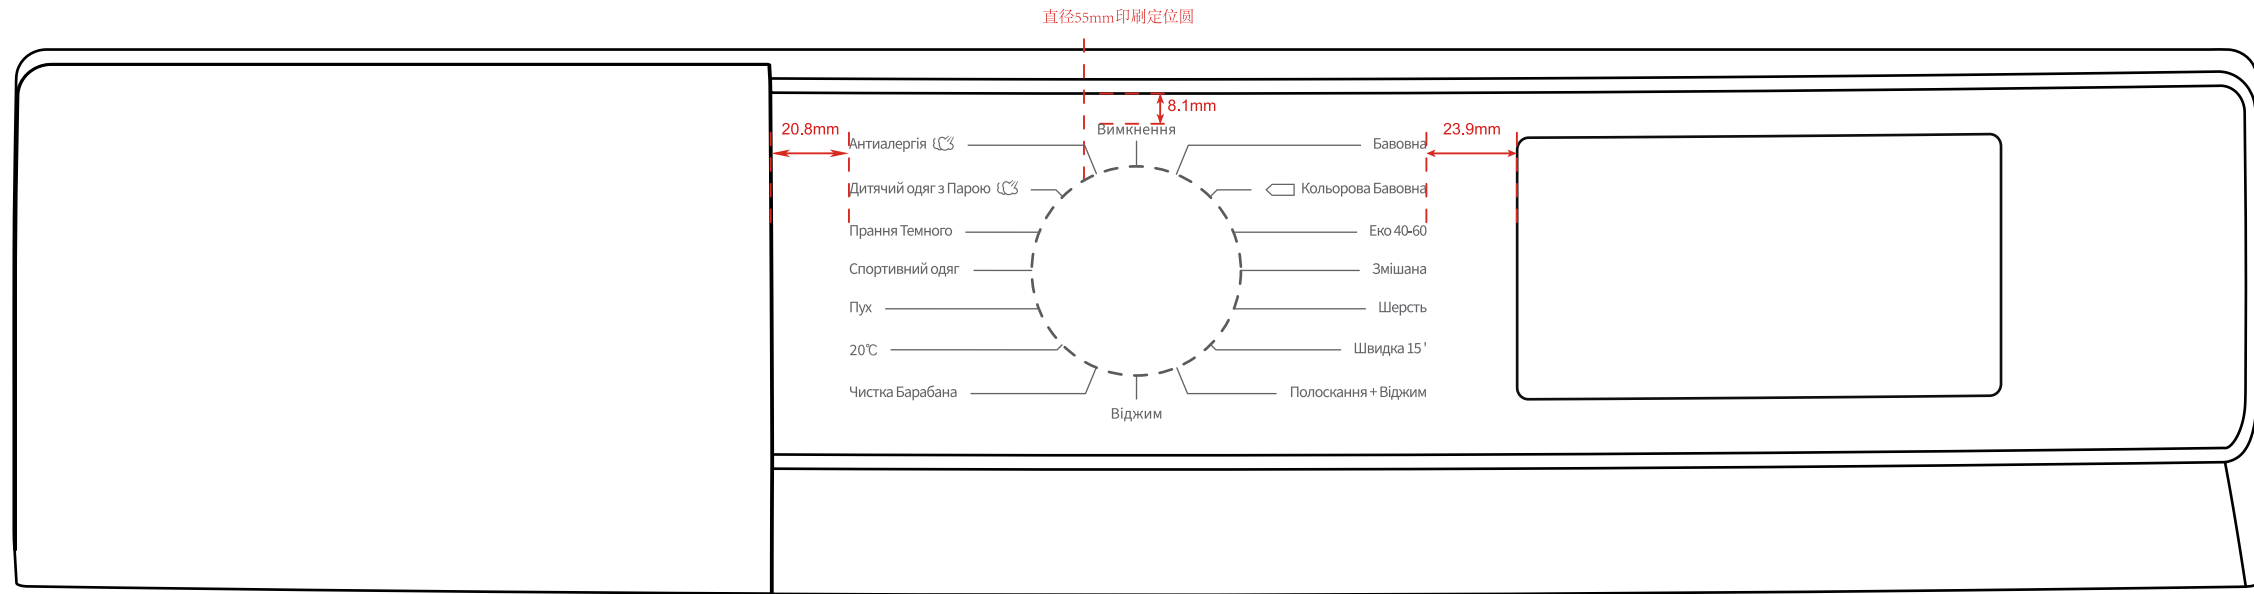 直径55mm印刷定位圆
8.1mm
20.8mm
23.9mm
Вимкнення
Антиалергія
Бавовна
Дитячий одяг з Парою
Кольорова Бавовна
Прання Темного
Еко 40-60
Спортивний одяг
Змішана
Пух
Шерсть
20℃
Швидка 15 '
Чистка Барабана
Полоскання + Віджим
Віджим